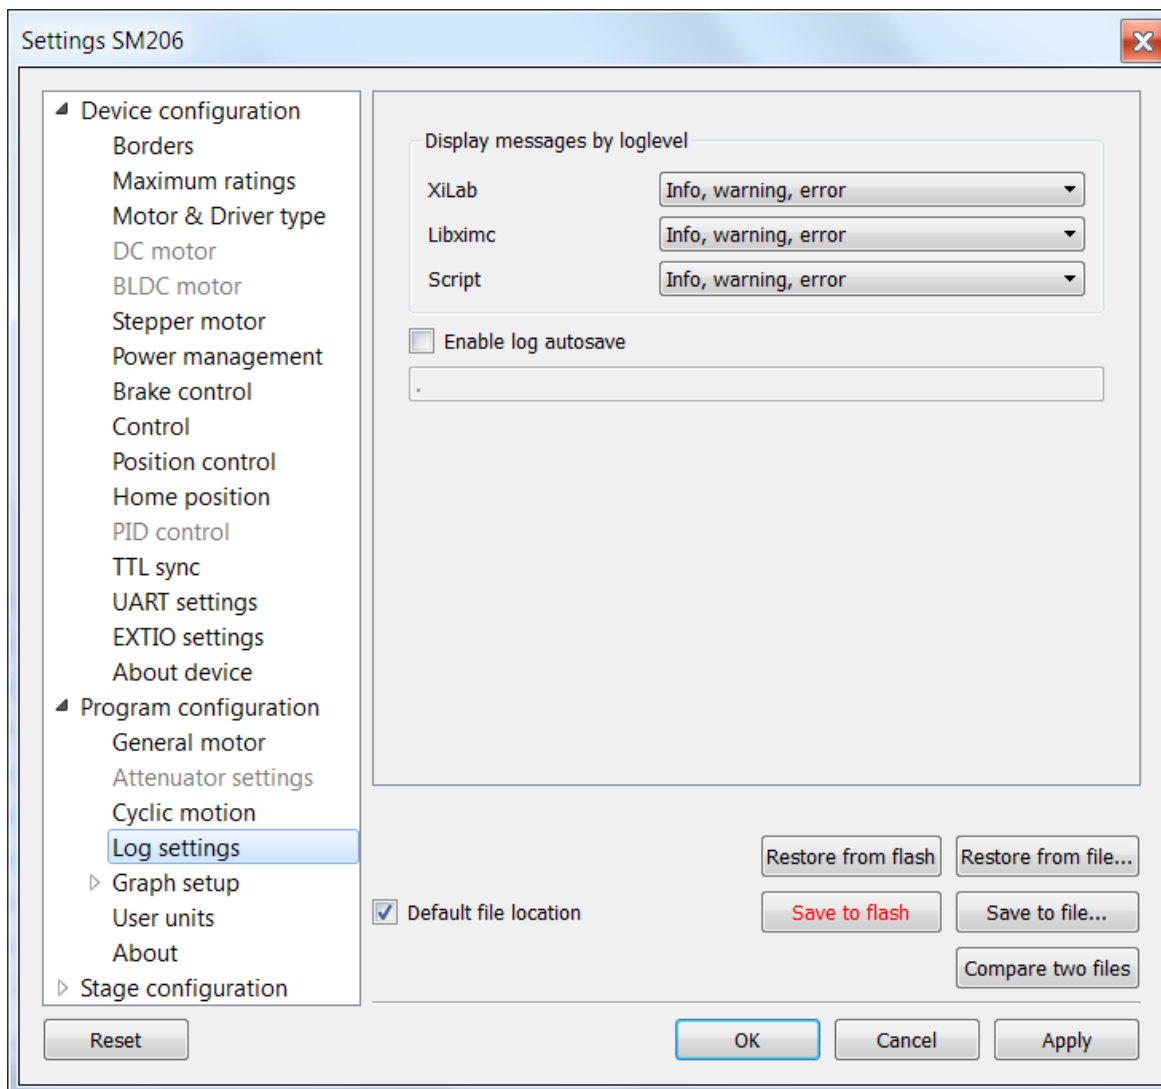 Settings SM206
Device configuration
Borders
Maximum ratings
Motor & Driver type
DC motor
BLDC motor
Stepper motor
Power management
Brake control
Control
Position control
Home position
PID control
TTL sync
UART settings
EXTIO settings
About device
Program configuration
General motor
Attenuator settings
Cyclic motion
Log settings
Graph setup
User units
About
Stage configuration
Display messages by loglevel
XiLab Info, warning, error
Libximc Info, warning, error
Script Info, warning, error
Enable log autosave
.
Restore from flash Restore from file...
Default file location Save to flash Save to file...
Compare two files
Reset OK Cancel Apply